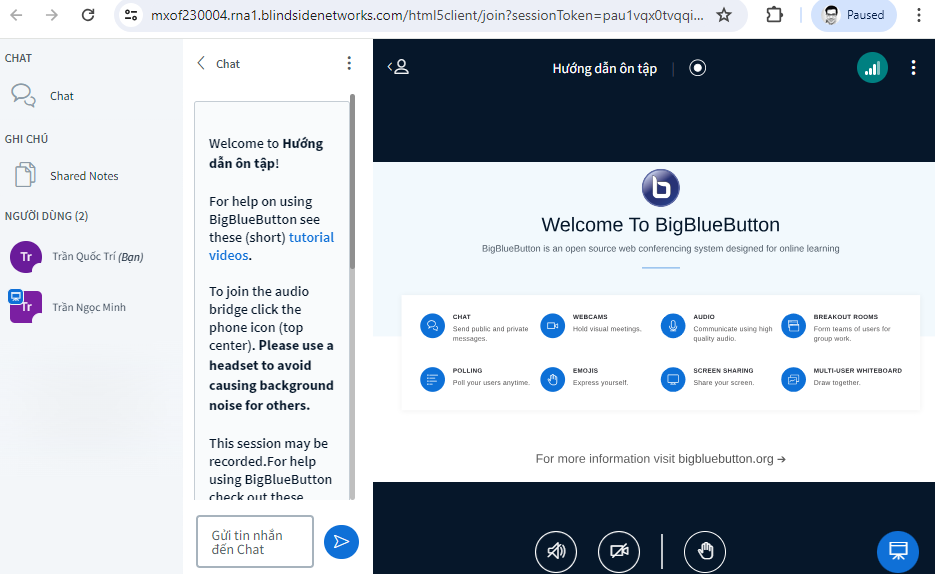 mxof230004.rna1.blindsidenetworks.com/html5client/join?sessionToken=pau1vqx0tvqqi...
Paused
CHAT
Chat
GHI CHÚ
Shared Notes
NGƯỜI DÙNG (2)
Tr
Trần Quốc Trí (Bạn)
Tr
Trần Ngọc Minh
Chat
Welcome to Hướng
dẫn ôn tập!
For help on using
BigBlueButton see
these (short) tutorial
videos.
To join the audio
bridge click the
phone icon (top
center). Please use a
headset to avoid
causing background
noise for others.
This session may be
recorded.For help
using BigBlueButton
check out these
Gửi tin nhắn
đến Chat
Hướng dẫn ôn tập
b
Welcome To BigBlueButton
BigBlueButton is an open source web conferencing system designed for online learning
CHAT
Send public and private
messages.
WEBCAMS
Hold visual meetings.
AUDIO
Communicate using high
quality audio.
BREAKOUT ROOMS
Form teams of users for
group work.
POLLING
Poll your users anytime.
EMOJIS
Express yourself.
SCREEN SHARING
Share your screen.
MULTI-USER WHITEBOARD
Draw together.
For more information visit bigbluebutton.org →